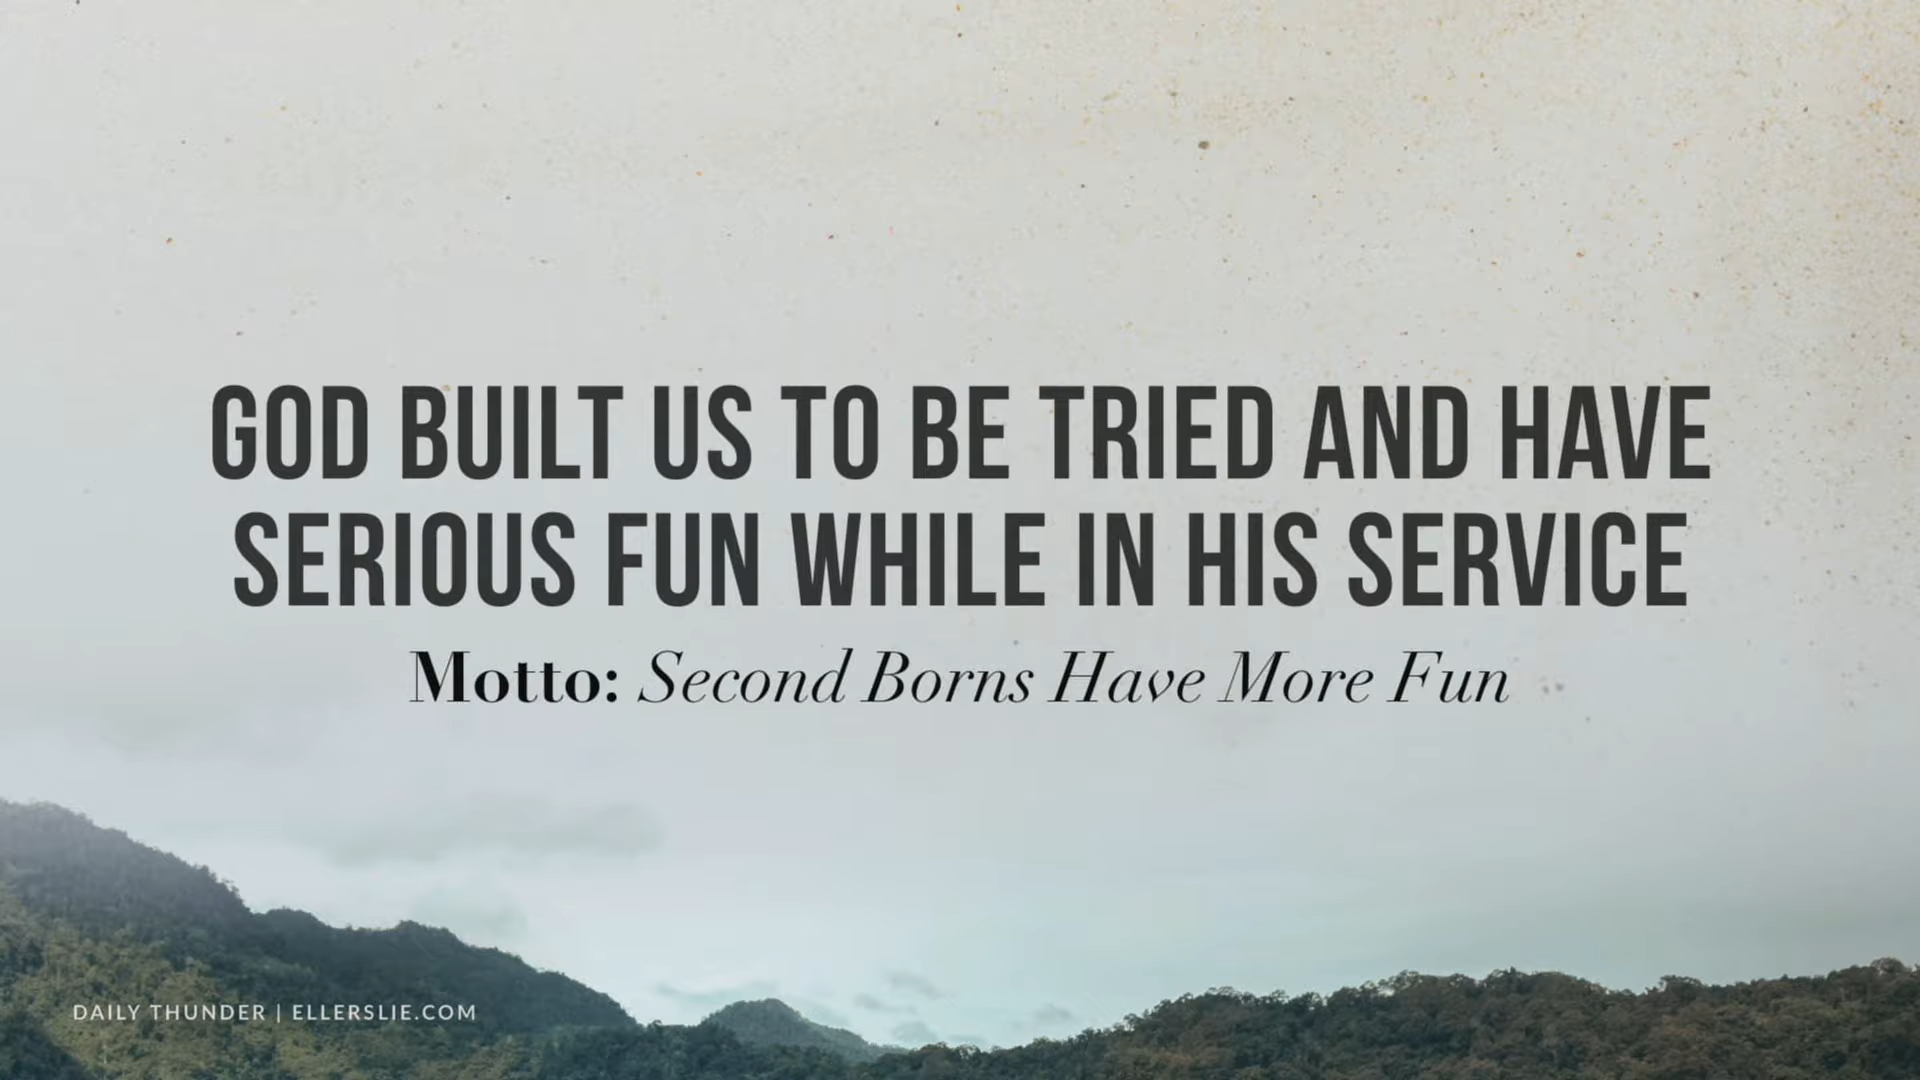 GOD BUILT US TO BE TRIED AND HAVE
SERIOUS FUN WHILE IN HIS SERVICE
Motto: Second Borns Have More Fun
DAILY THUNDER | ELLERSLIE.COM